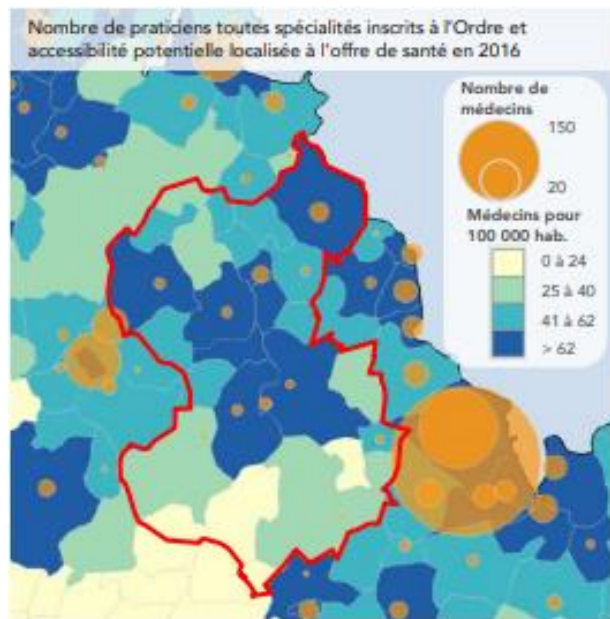 Nombre de praticiens toutes spécialités inscrits à l'Ordre et
accessibilité potentielle localisée à l'offre de santé en 2016
Nombre de
médecins
150
20
Médecins pour
100 000 hab.
0 à 24
25 à 40
41 à 62
> 62